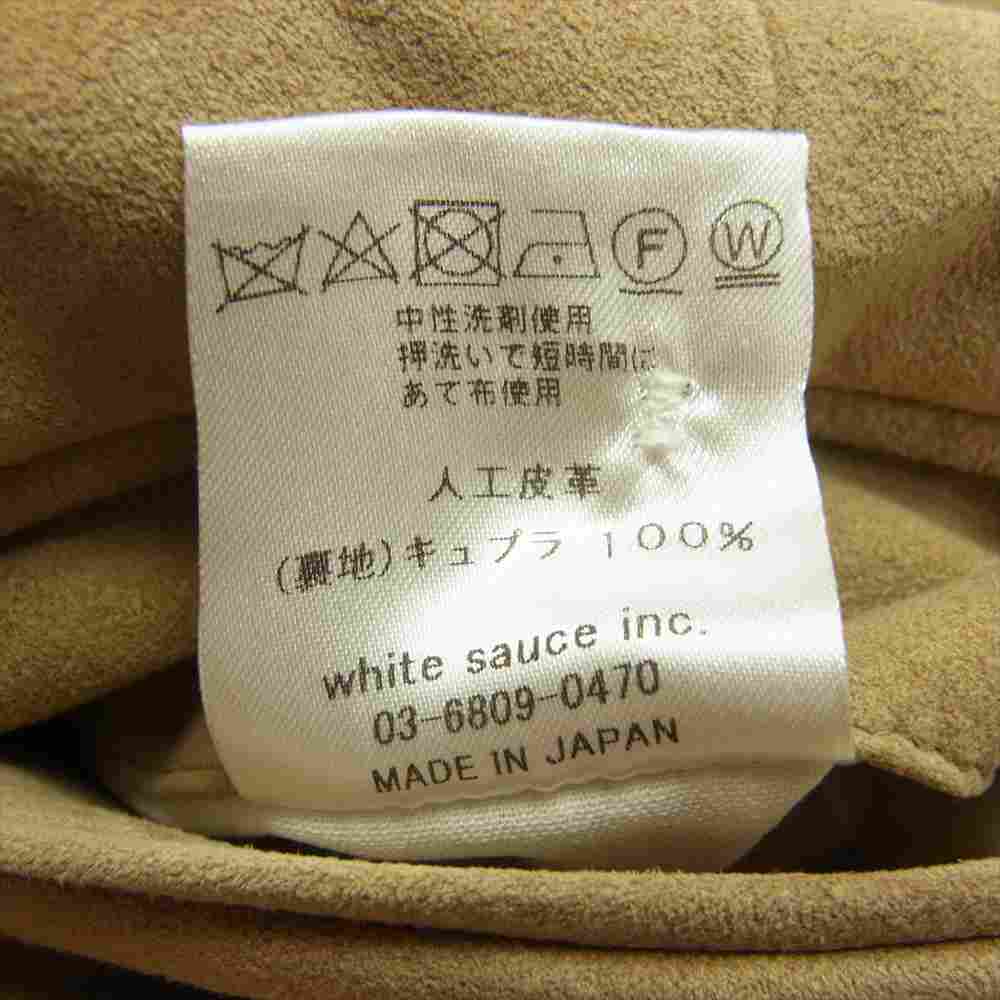 F W
中性洗剤使用
押洗いで短時間に
あて布使用
人工皮革
(裏地)キュプラ 100%
white sauce inc.
03-6809-0470
MADE IN JAPAN